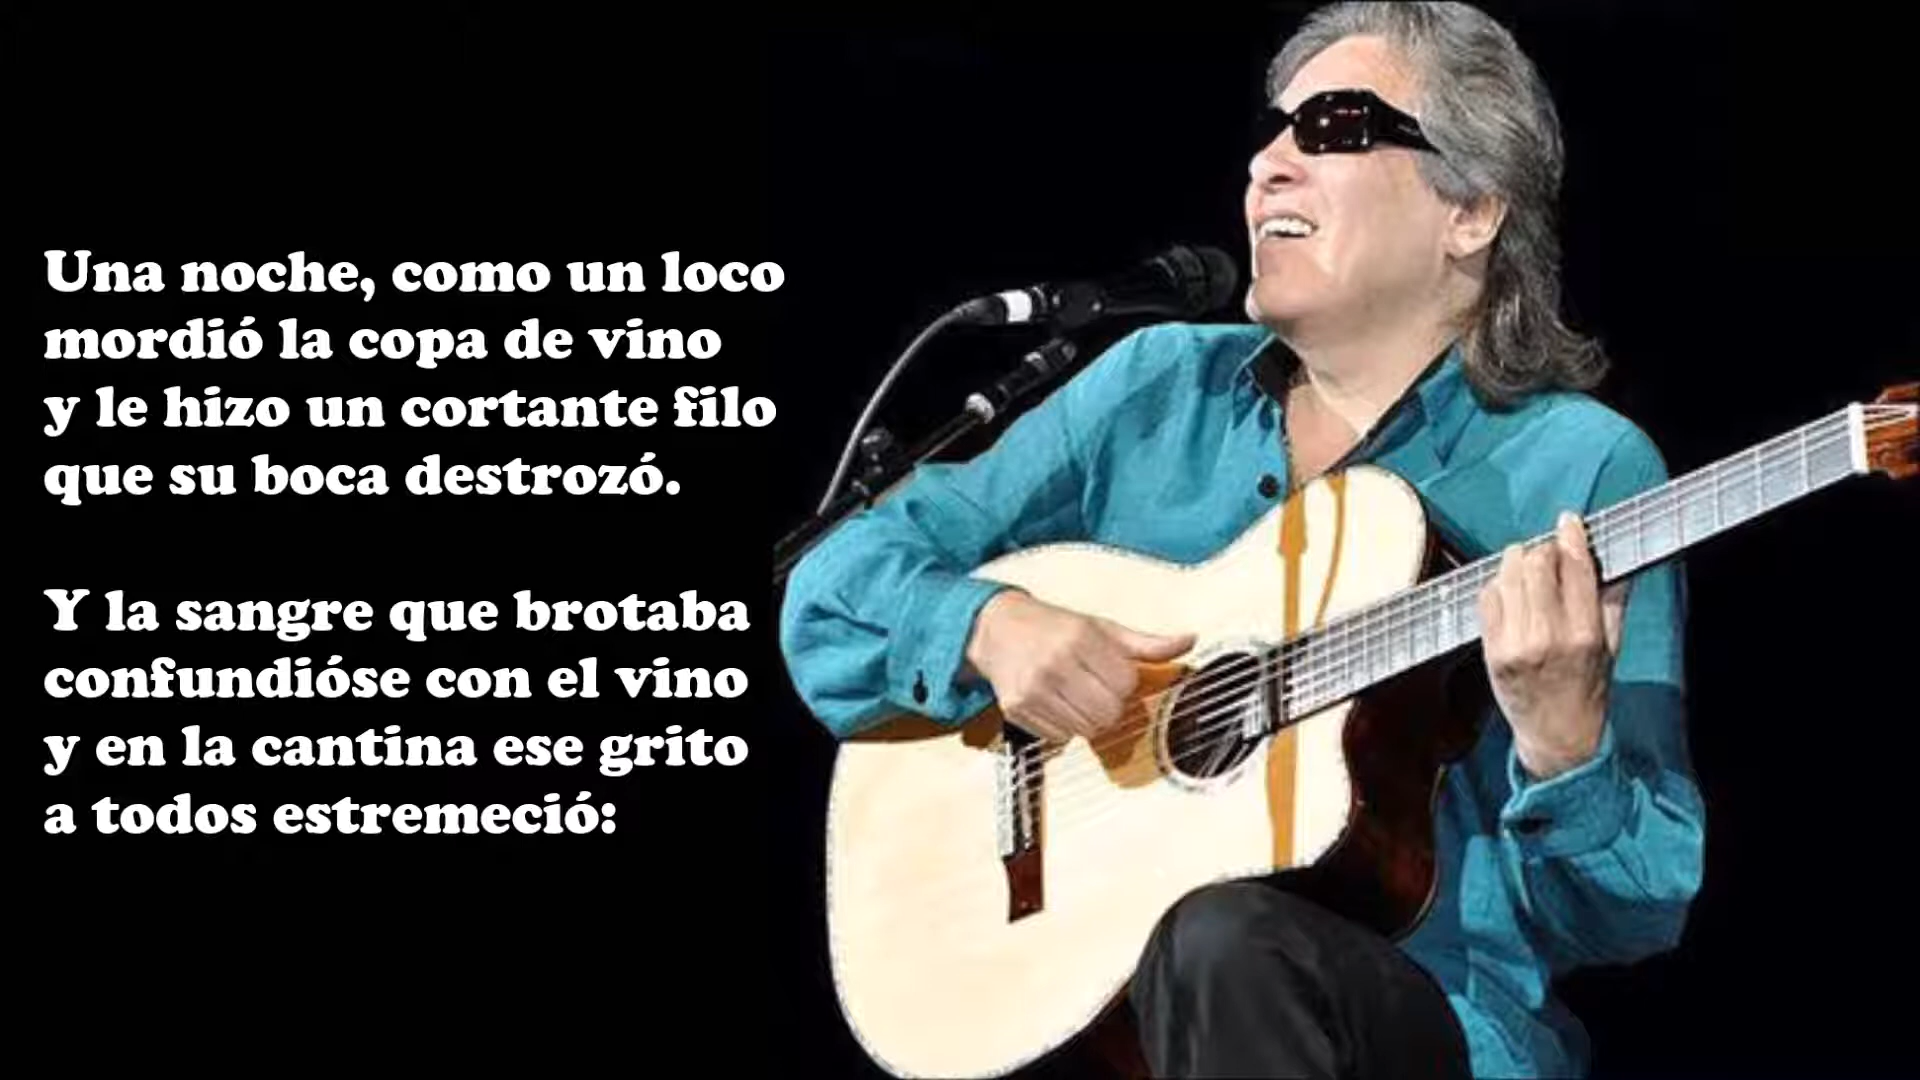 Una noche, como un loco
mordió la copa de vino
y le hizo un cortante filo
que su boca destrozó.
Y la sangre que brotaba
confundióse con el vino
y en la cantina ese grito
a todos estremeció: